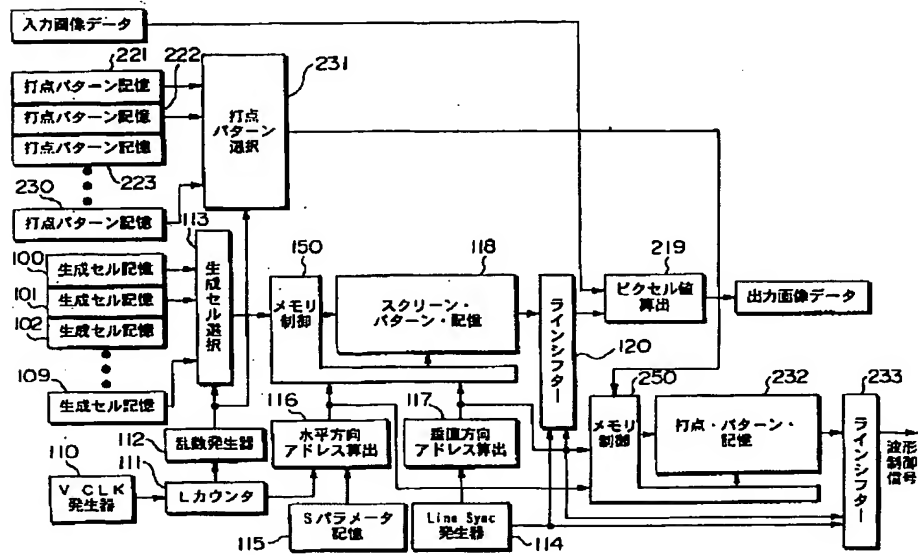 入力画像データ
221
222
231
打点パターン記憶
打点パターン記憶
打点パターン記憶
223
打点
パターン
選択
230
打点パターン記憶
113
100
生成セル記憶
101
生成セル記憶
102
生成セル記憶
109
生成セル記憶
生成セル選択
150
メモリ
制御
118
スクリーン・
パターン・記憶
ラインシフター
120
219
ピクセル値
算出
出力画像データ
250
メモリ
制御
232
打点・パターン・
記憶
233
ラインシフター
波形
制御
信号
116
水平方向
アドレス算出
117
垂直方向
アドレス算出
112
乱数発生器
110
V CLK
発生器
111
Lカウンタ
115
Sパラメータ
記憶
Line Sync
発生器
114